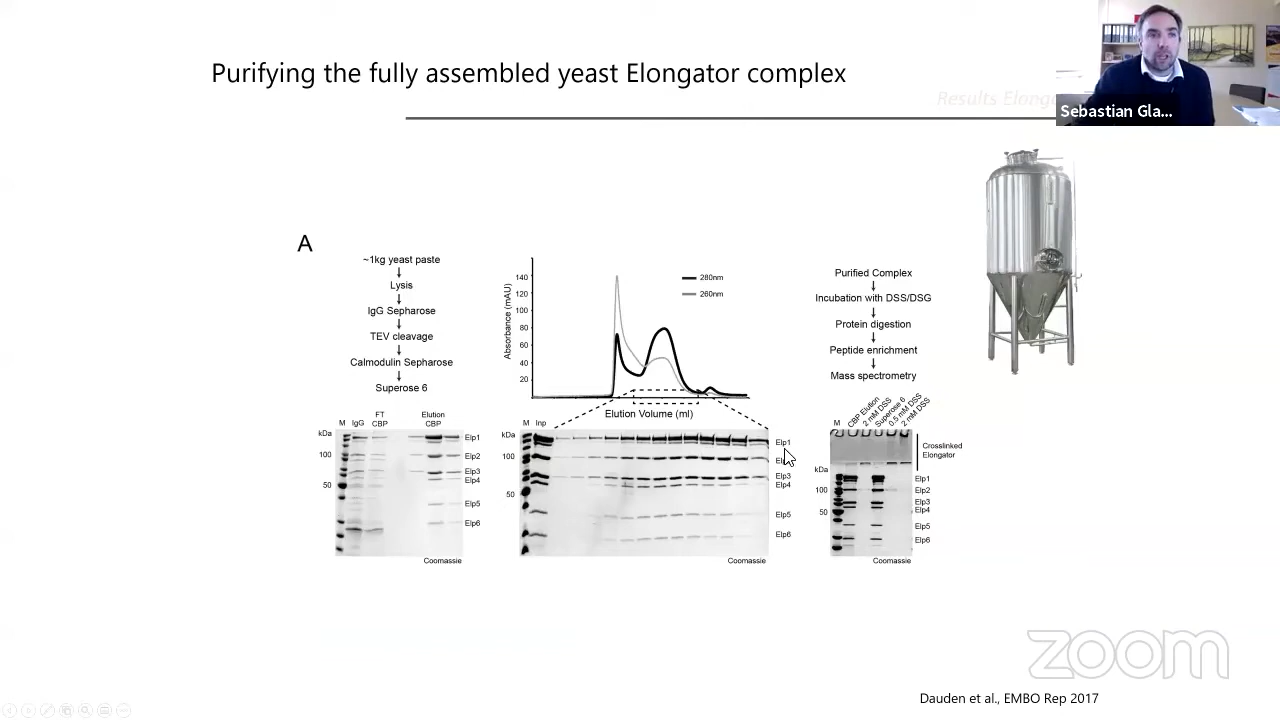 Purifying the fully assembled yeast Elongator complex
Results Elong
Sebastian Gla...
A
~1kg yeast paste
Lysis
IgG Sepharose
TEV cleavage
Calmodulin Sepharose
Superose 6
Absorbance (mAU)
140
120
100
80
60
40
20
280nm
260nm
Elution Volume (ml)
Purified Complex
Incubation with DSS/DSG
Protein digestion
Peptide enrichment
Mass spectrometry
kDa
M IgG FT CBP Elution CBP
100
50
Elp1
Elp2
Elp3
Elp4
Elp5
Elp6
Coomassie
kDa
M Inp
100
50
Elp1
Elp3
Elp4
Elp5
Elp6
Coomassie
M CBP Elution 2 mM DSS Superose 6 0.5 mM DSS 2 mM DSS
Crosslinked
Elongator
kDa
100
50
Elp1
Elp2
Elp3
Elp4
Elp5
Elp6
Coomassie
zoom
Dauden et al., EMBO Rep 2017